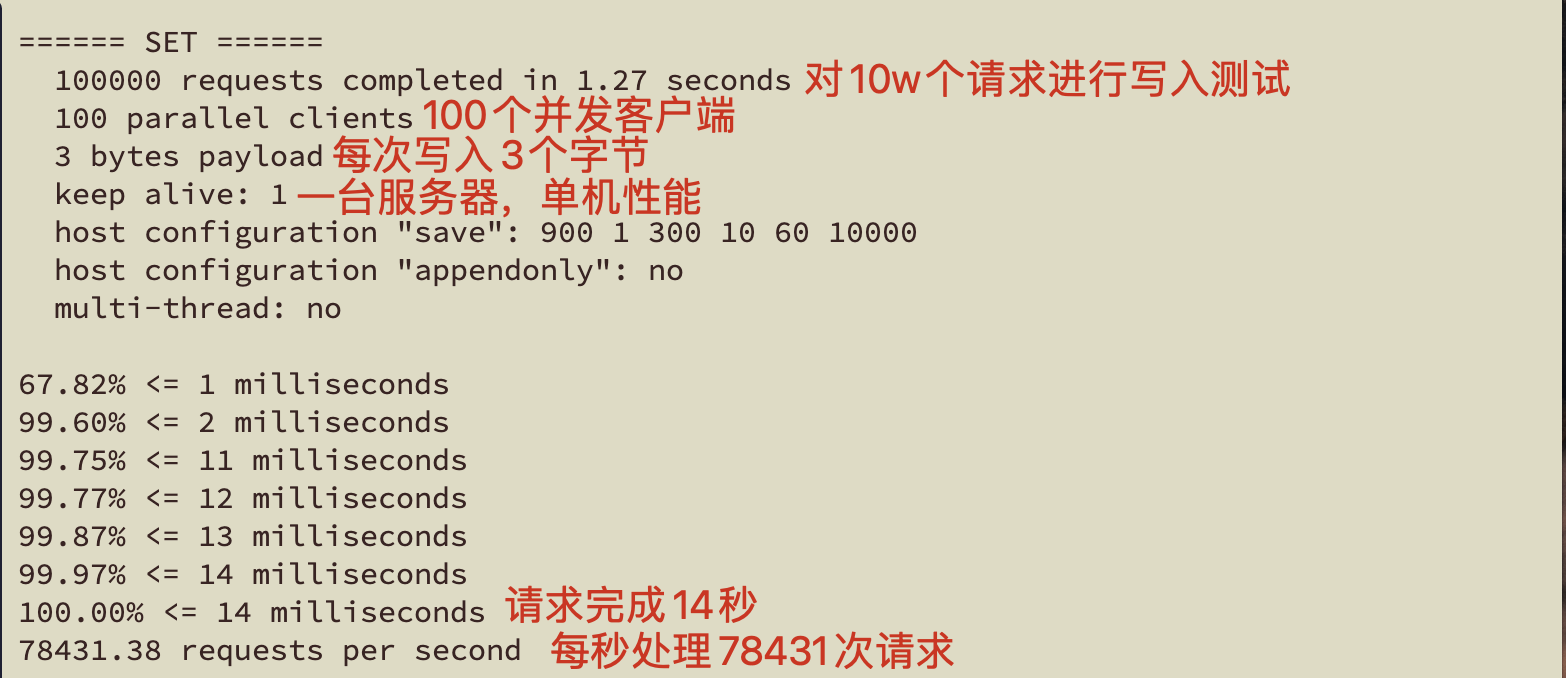 ====== SET ======
100000 requests completed in 1.27 seconds 对10w个请求进行写入测试
100 parallel clients 100个并发客户端
3 bytes payload 每次写入3个字节
keep alive: 1 一台服务器，单机性能
host configuration "save": 900 1 300 10 60 10000
host configuration "appendonly": no
multi-thread: no
67.82% <= 1 milliseconds
99.60% <= 2 milliseconds
99.75% <= 11 milliseconds
99.77% <= 12 milliseconds
99.87% <= 13 milliseconds
99.97% <= 14 milliseconds
100.00% <= 14 milliseconds 请求完成14秒
78431.38 requests per second 每秒处理78431次请求